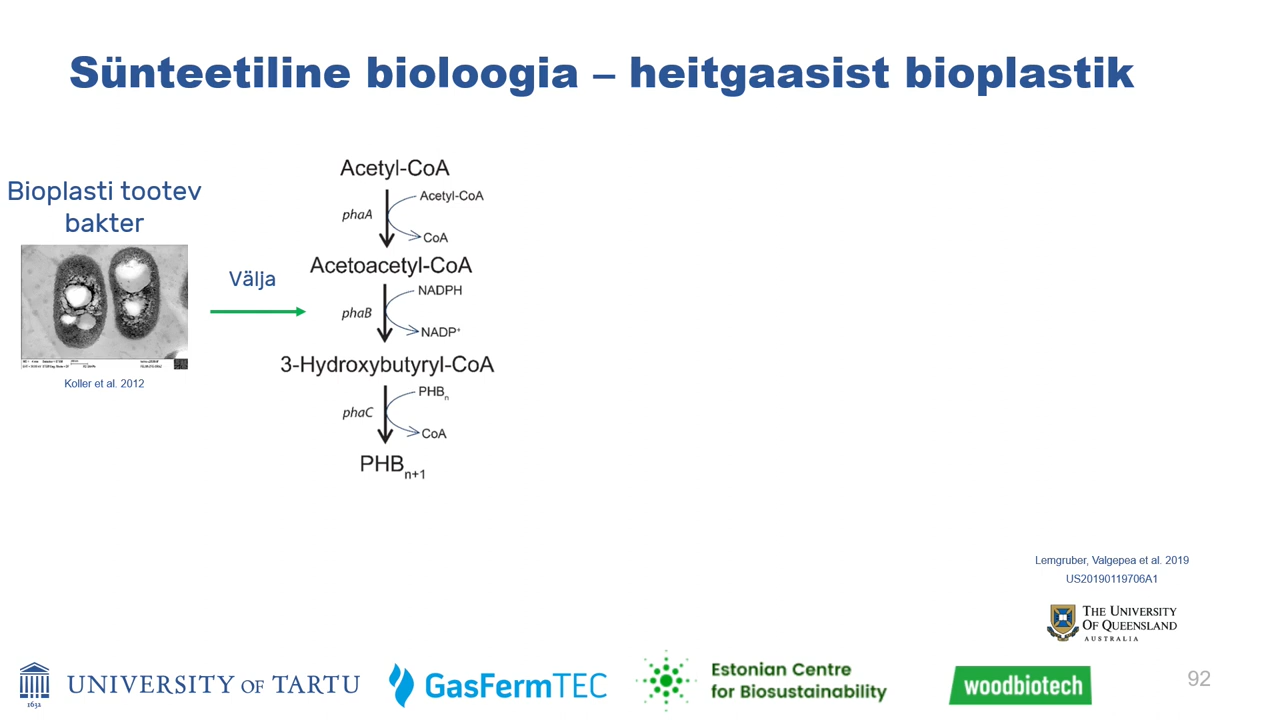 Sünteetiline bioloogia – heitgaasist bioplastik
Bioplasti tootev
bakter
Koller et al. 2012
Välja
Acetyl-CoA
phaA
Acetyl-CoA
CoA
Acetoacetyl-CoA
phaB
NADPH
NADP⁺
3-Hydroxybutyryl-CoA
phaC
PHBₙ
CoA
PHBₙ₊₁
Lemgruber, Valgepea et al. 2019
US20190119706A1
THE UNIVERSITY
OF QUEENSLAND
AUSTRALIA
1632
UNIVERSITY OF TARTU
GasFermTEC
Estonian Centre
for Biosustainability
woodbiotech
92